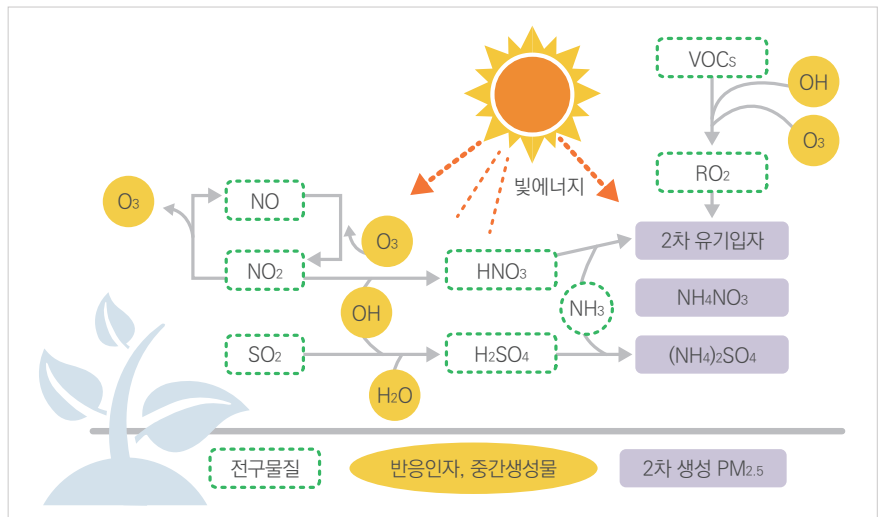 VOCs
OH
O3
빛에너지
RO2
O3
NO
O3
2차 유기입자
NO2
HNO3
NH4NO3
OH
NH3
SO2
H2SO4
(NH4)2SO4
H2O
전구물질
반응인자, 중간생성물
2차 생성 PM2.5